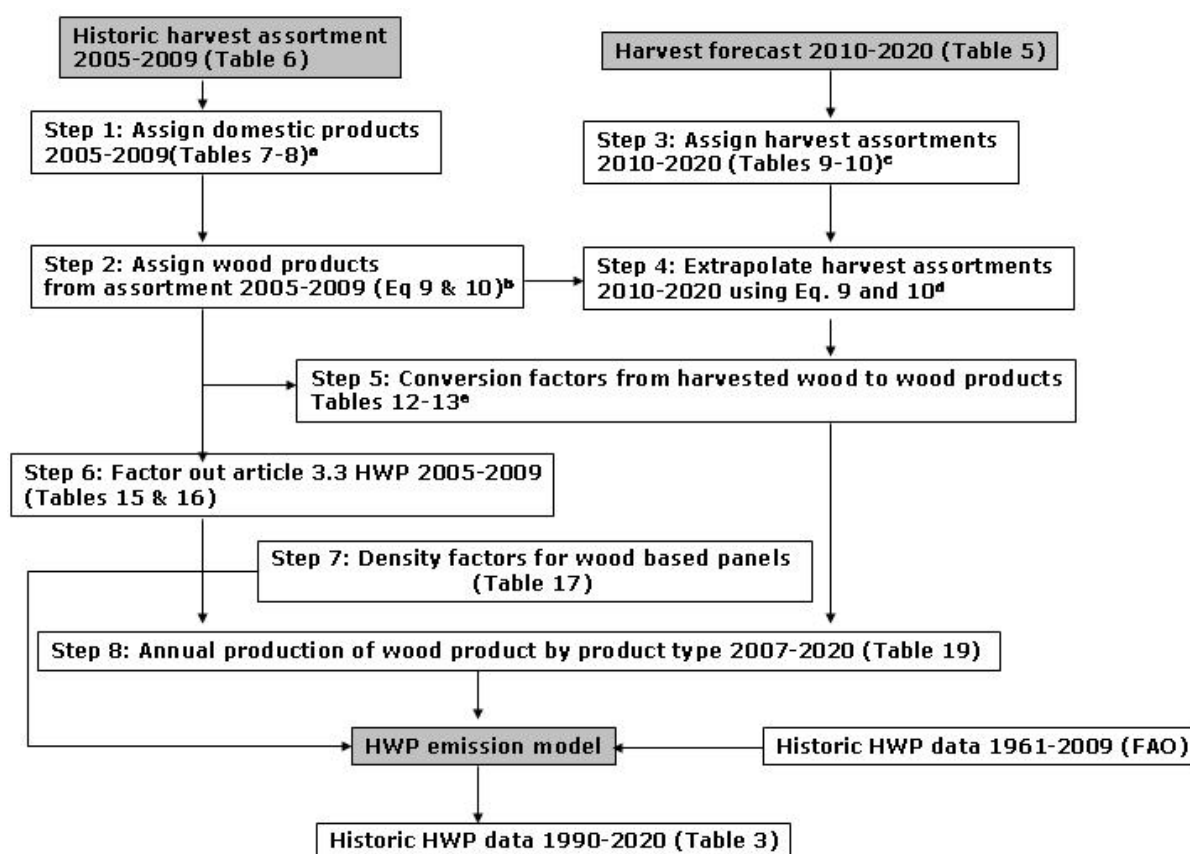 Historic harvest assortment
2005-2009 (Table 6)
Harvest forecast 2010-2020 (Table 5)
Step 1: Assign domestic products
2005-2009(Tables 7-8)ᵃ
Step 3: Assign harvest assortments
2010-2020 (Tables 9-10)ᶜ
Step 2: Assign wood products
from assortment 2005-2009 (Eq 9 & 10)ᵇ
Step 4: Extrapolate harvest assortments
2010-2020 using Eq. 9 and 10ᵈ
Step 5: Conversion factors from harvested wood to wood products
Tables 12-13ᵉ
Step 6: Factor out article 3.3 HWP 2005-2009
(Tables 15 & 16)
Step 7: Density factors for wood based panels
(Table 17)
Step 8: Annual production of wood product by product type 2007-2020 (Table 19)
HWP emission model
Historic HWP data 1961-2009 (FAO)
Historic HWP data 1990-2020 (Table 3)